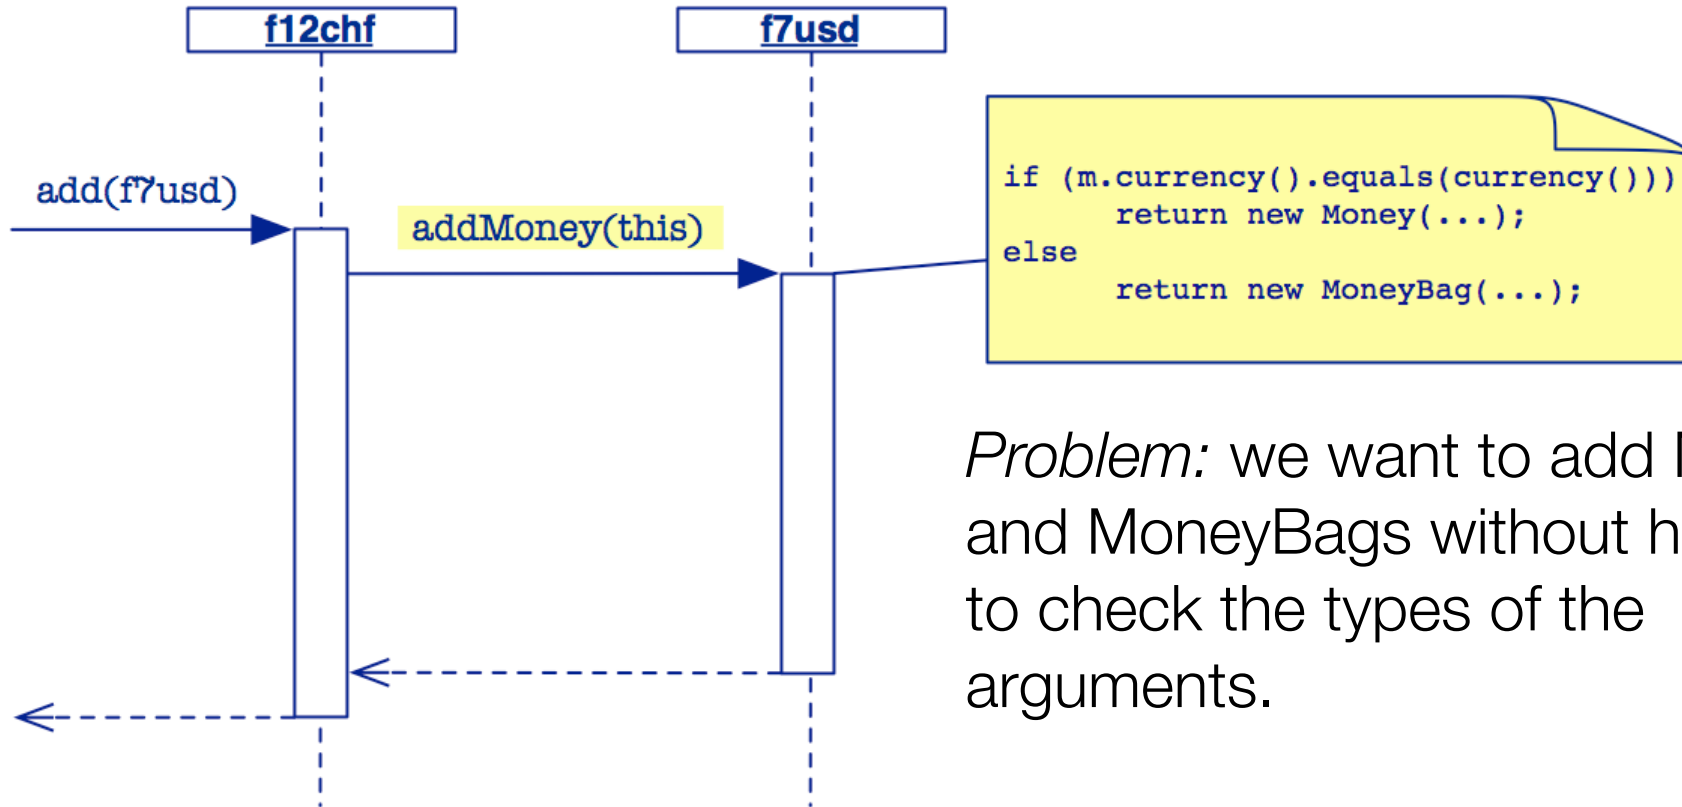 f12chf
f7usd
add(f7usd)
addMoney(this)
if (m.currency().equals(currency()))
return new Money(...);
else
return new MoneyBag(...);
Problem: we want to add
and MoneyBags without
to check the types of the
arguments.